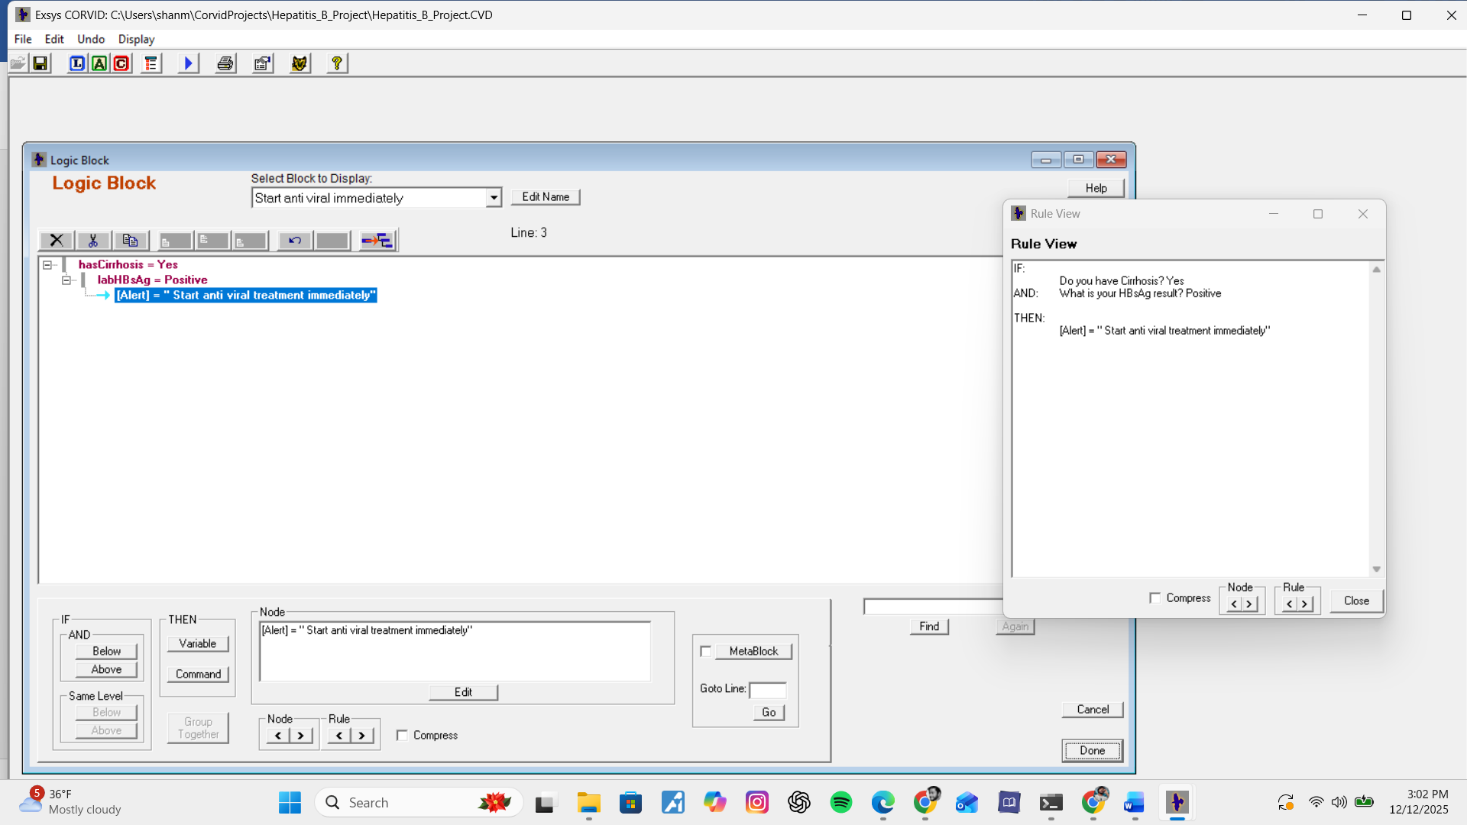 Exsys CORVID: C:\Users\shanm\CorvidProjects\Hepatitis_B_Project\Hepatitis_B_Project.CVD
File Edit Undo Display
L A C ?
Logic Block
Logic Block
Select Block to Display:
Start anti viral immediately
Edit Name
Help
Line: 3
hasCirrhosis = Yes
labHBsAg = Positive
[Alert] = " Start anti viral treatment immediately"
Rule View
Rule View
IF:
Do you have Cirrhosis? Yes
AND: What is your HBsAg result? Positive
THEN:
[Alert] = " Start anti viral treatment immediately"
Compress
Node
< >
Rule
< >
Close
IF
AND
Below
Above
Same Level
Below
Above
THEN
Variable
Command
Group
Together
Node
[Alert] = " Start anti viral treatment immediately"
Edit
Node
< >
Rule
< >
Compress
MetaBlock
Goto Line:
Go
Find
Again
Cancel
Done
5
36°F
Mostly cloudy
Search
3:02 PM
12/12/2025